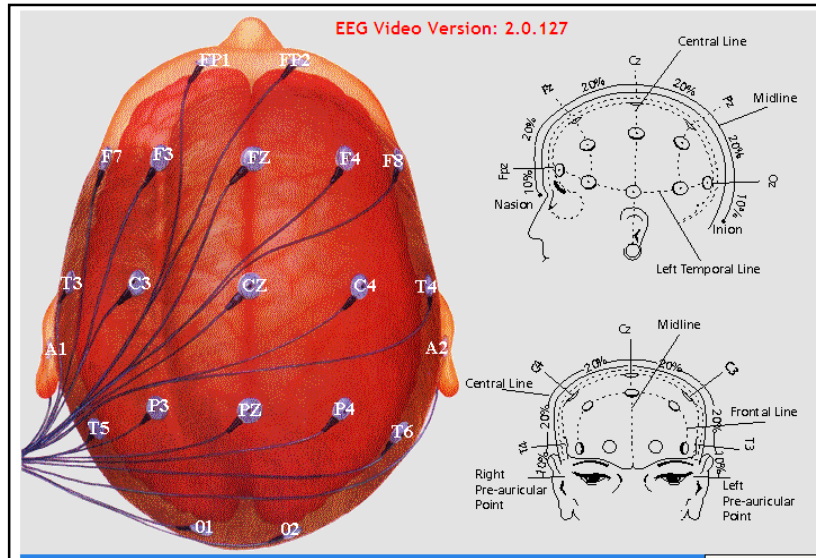 EEG Video Version: 2.0.127
FP1 FP2
F7 F3 FZ F4 F8
T3 C3 CZ C4 T4
A1 A2
T5 P3 PZ P4 T6
01 02
Central Line
Cz
20% 20%
Pz Pz
Midline
20% 20%
Fpz
10%
Nasion
Oz
10%
Inion
Left Temporal Line
Midline
Cz
20% 20%
C4 C3
Central Line
Frontal Line
20% 20%
T4 T3
10% 10%
Right
Pre-auricular
Point
Left
Pre-auricular
Point